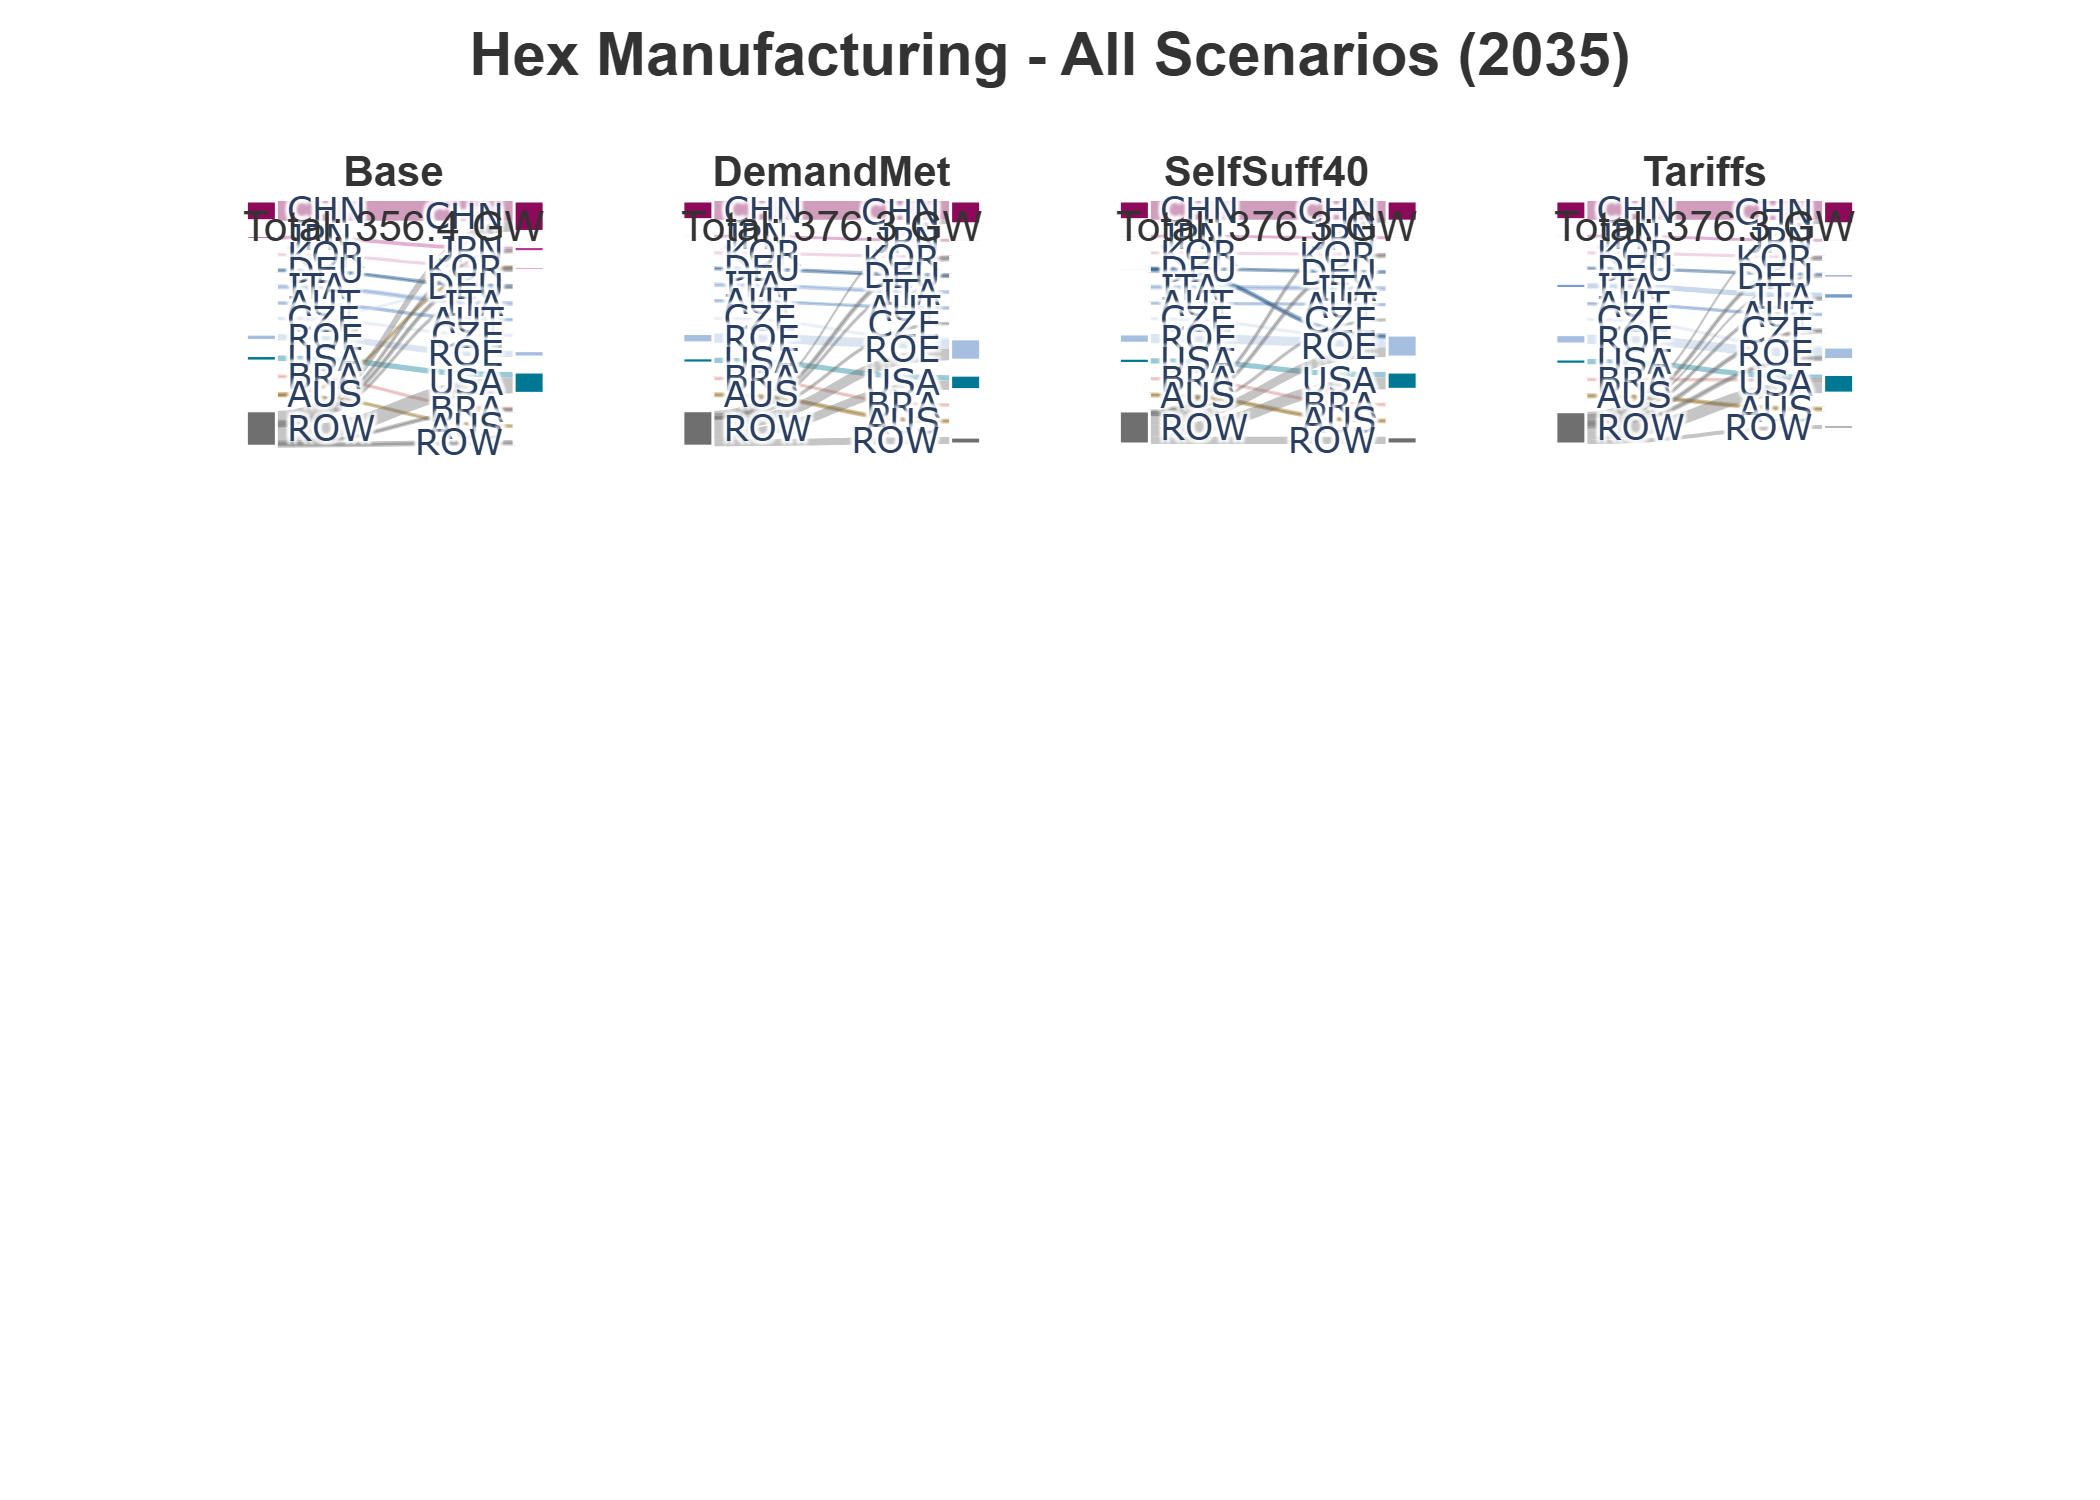 Hex Manufacturing - All Scenarios (2035)
Base
CHN
JPN
KOR
DEU
ITA
AUT
CZE
ROE
USA
BRA
AUS
ROW
CHN
JPN
KOR
DEU
ITA
AUT
CZE
ROE
USA
BRA
AUS
ROW
Total: 356.4 GW
DemandMet
CHN
JPN
KOR
DEU
ITA
AUT
CZE
ROE
USA
BRA
AUS
ROW
CHN
JPN
KOR
DEU
ITA
AUT
CZE
ROE
USA
BRA
AUS
ROW
Total: 376.3 GW
SelfSuff40
CHN
JPN
KOR
DEU
ITA
AUT
CZE
ROE
USA
BRA
AUS
ROW
CHN
JPN
KOR
DEU
ITA
AUT
CZE
ROE
USA
BRA
AUS
ROW
Total: 376.3 GW
Tariffs
CHN
JPN
KOR
DEU
ITA
AUT
CZE
ROE
USA
BRA
AUS
ROW
CHN
JPN
KOR
DEU
ITA
AUT
CZE
ROE
USA
AUS
ROW
Total: 376.3 GW